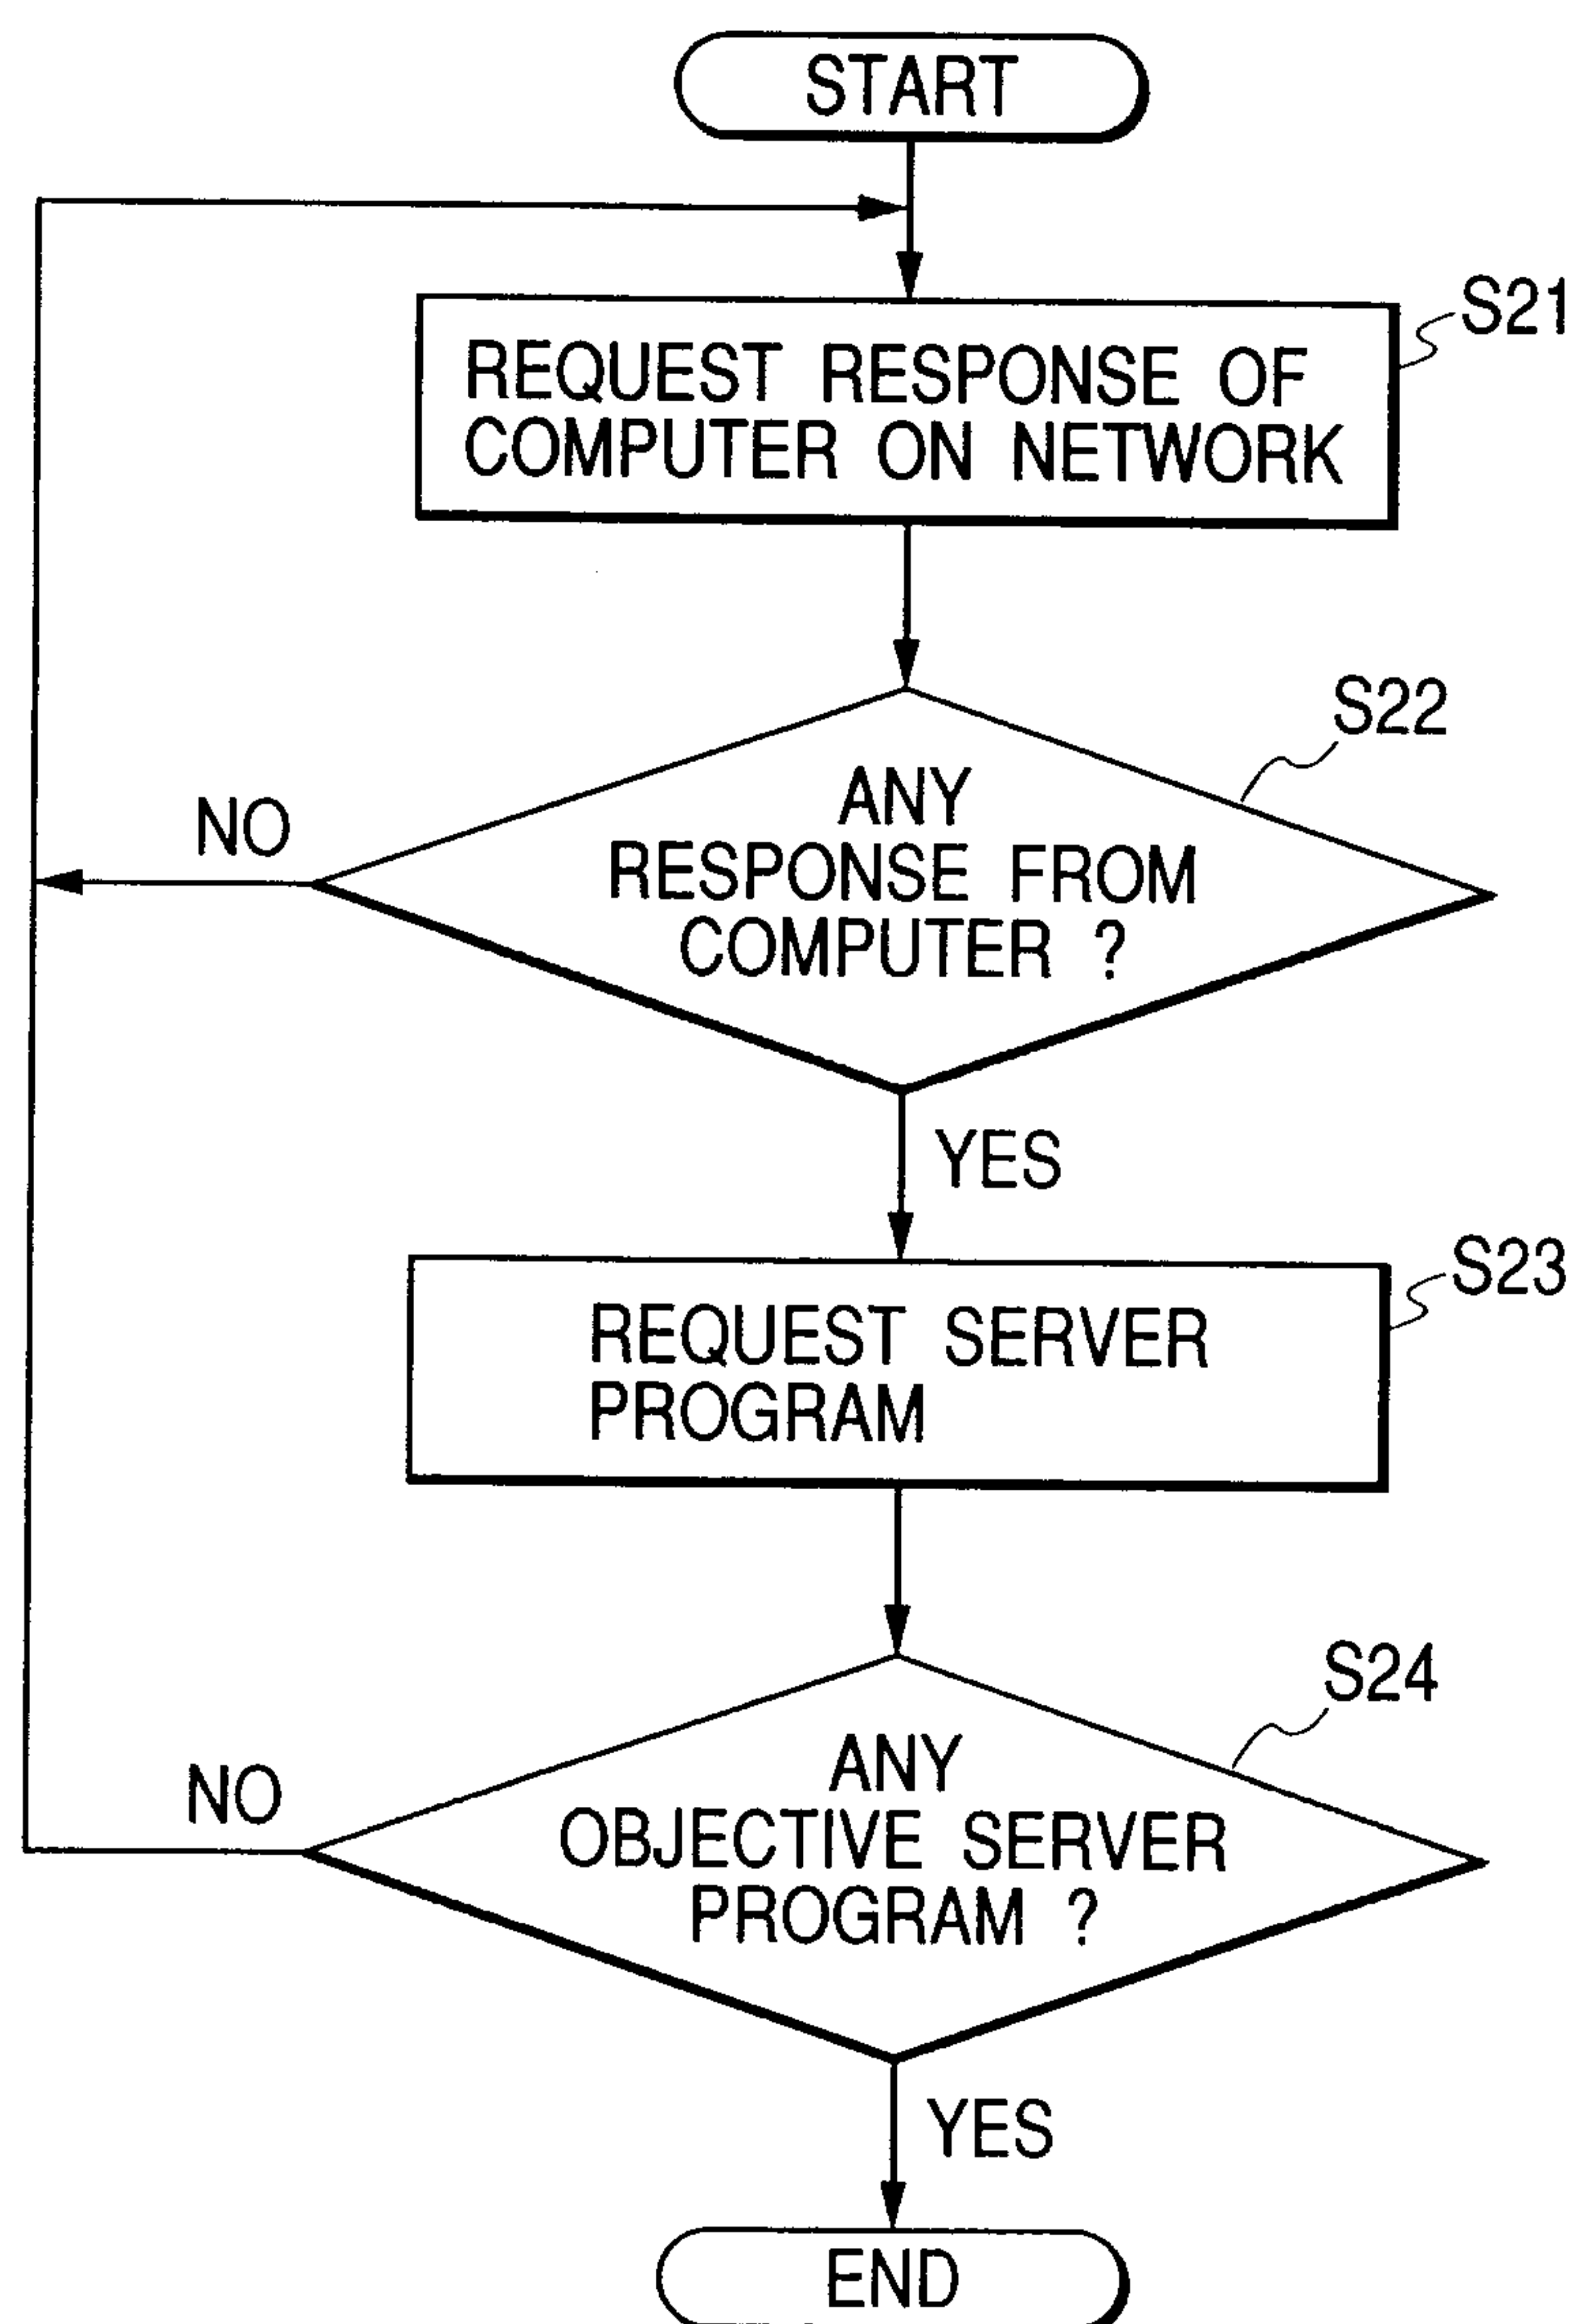 START
S21
REQUEST RESPONSE OF
COMPUTER ON NETWORK
S22
ANY
RESPONSE FROM
COMPUTER ?
NO
YES
S23
REQUEST SERVER
PROGRAM
S24
ANY
OBJECTIVE SERVER
PROGRAM ?
NO
YES
END